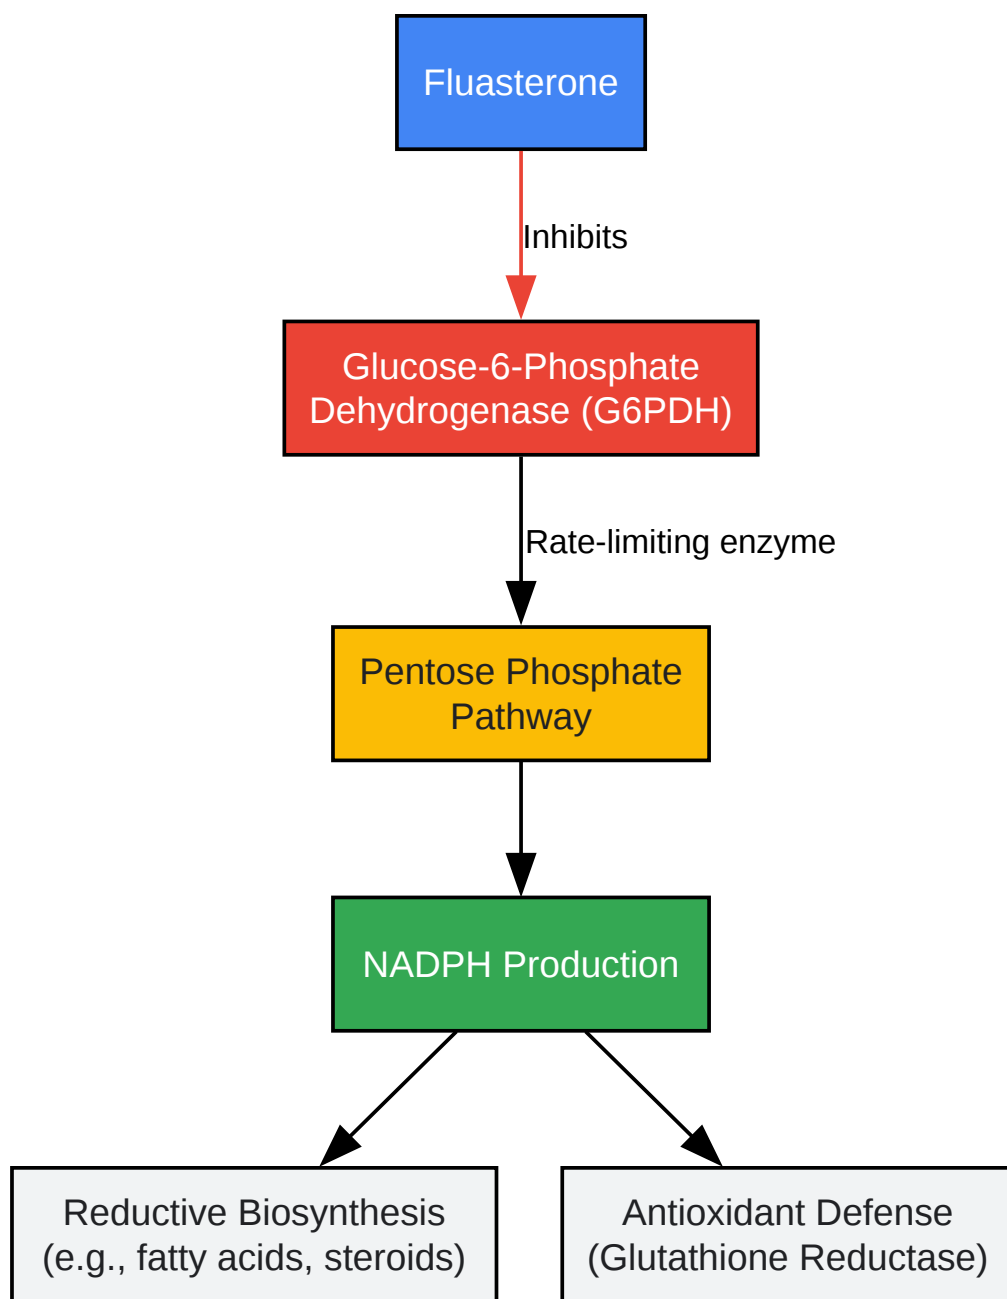 Fluasterone
Inhibits
Glucose-6-Phosphate
Dehydrogenase (G6PDH)
Rate-limiting enzyme
Pentose Phosphate
Pathway
NADPH Production
Reductive Biosynthesis
(e.g., fatty acids, steroids)
Antioxidant Defense
(Glutathione Reductase)